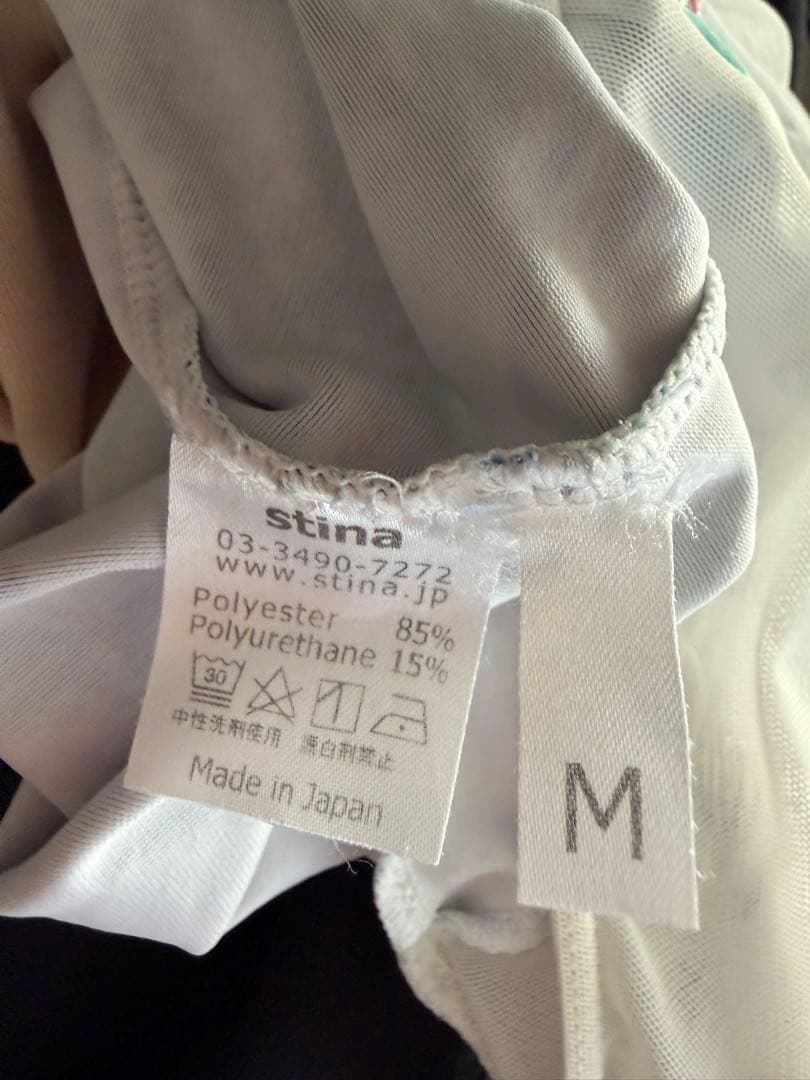 stina
03-3490-7272
www.stina.jp
Polyester 85%
Polyurethane 15%
30
中性洗剤使用 漂白剤禁止
Made in Japan
M